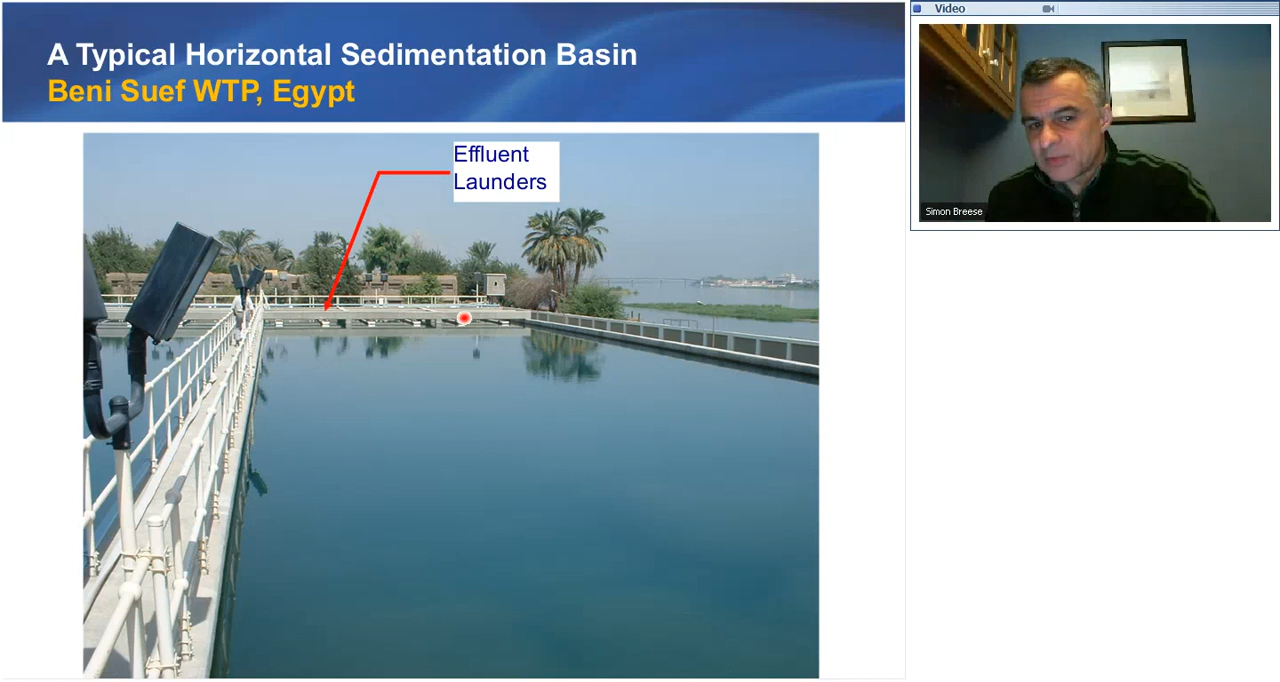 A Typical Horizontal Sedimentation Basin
Beni Suef WTP, Egypt
Effluent
Launders
Video
Simon Breese